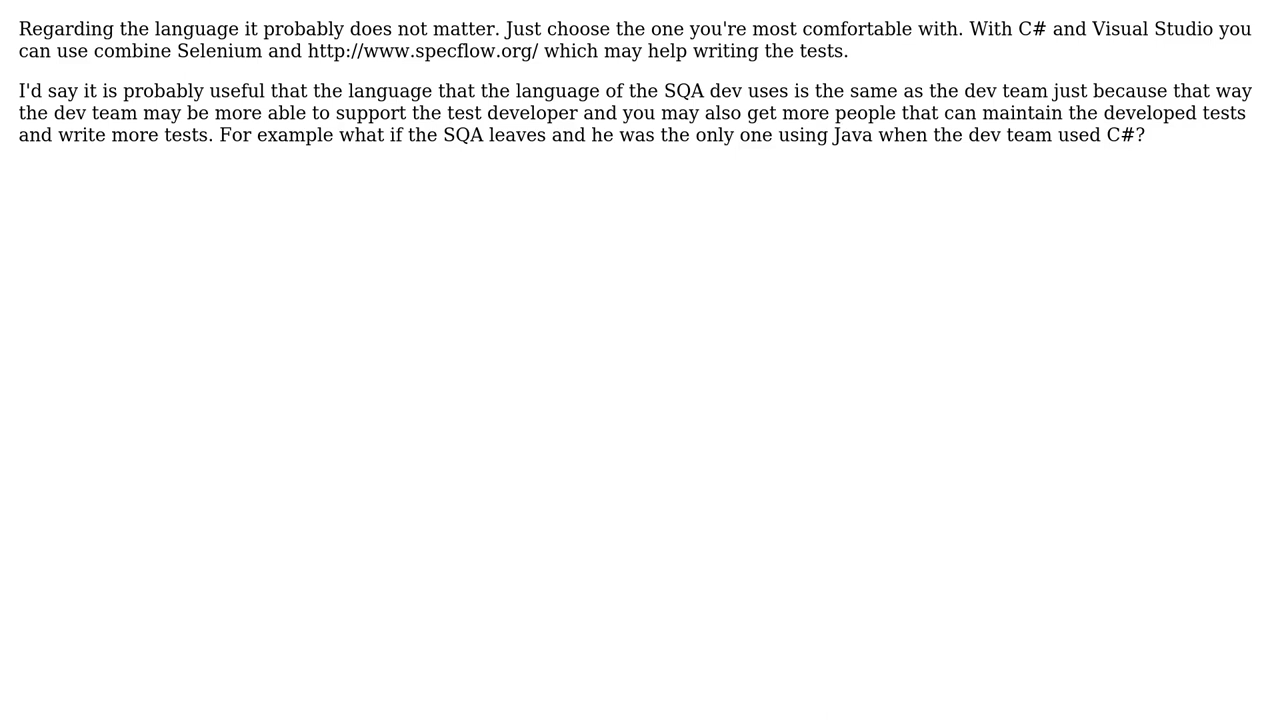 Regarding the language it probably does not matter. Just choose the one you're most comfortable with. With C# and Visual Studio you
can use combine Selenium and http://www.specflow.org/ which may help writing the tests.
I'd say it is probably useful that the language that the language of the SQA dev uses is the same as the dev team just because that way
the dev team may be more able to support the test developer and you may also get more people that can maintain the developed tests
and write more tests. For example what if the SQA leaves and he was the only one using Java when the dev team used C#?